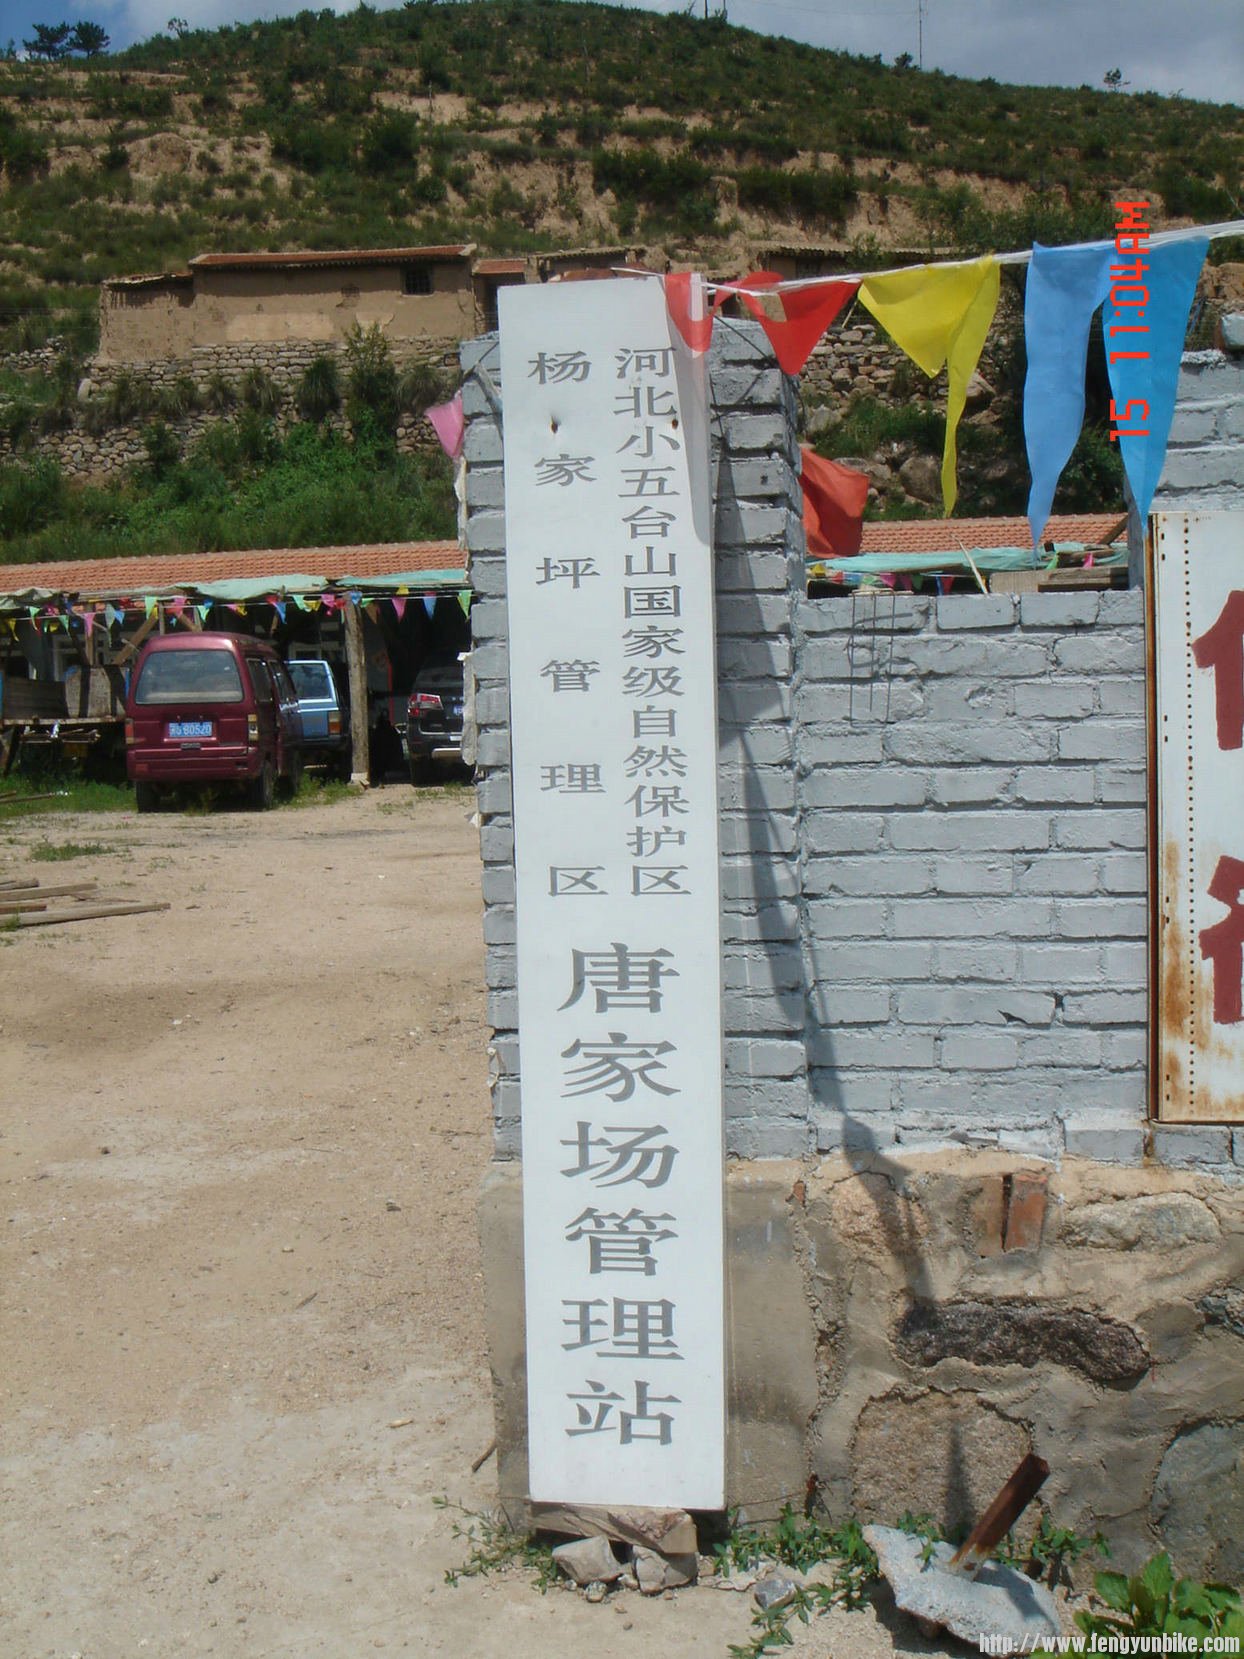 河北小五台山国家级自然保护区
杨家坪管理区
唐家场管理站
15 11:04AM
http://www.fengyunbike.com